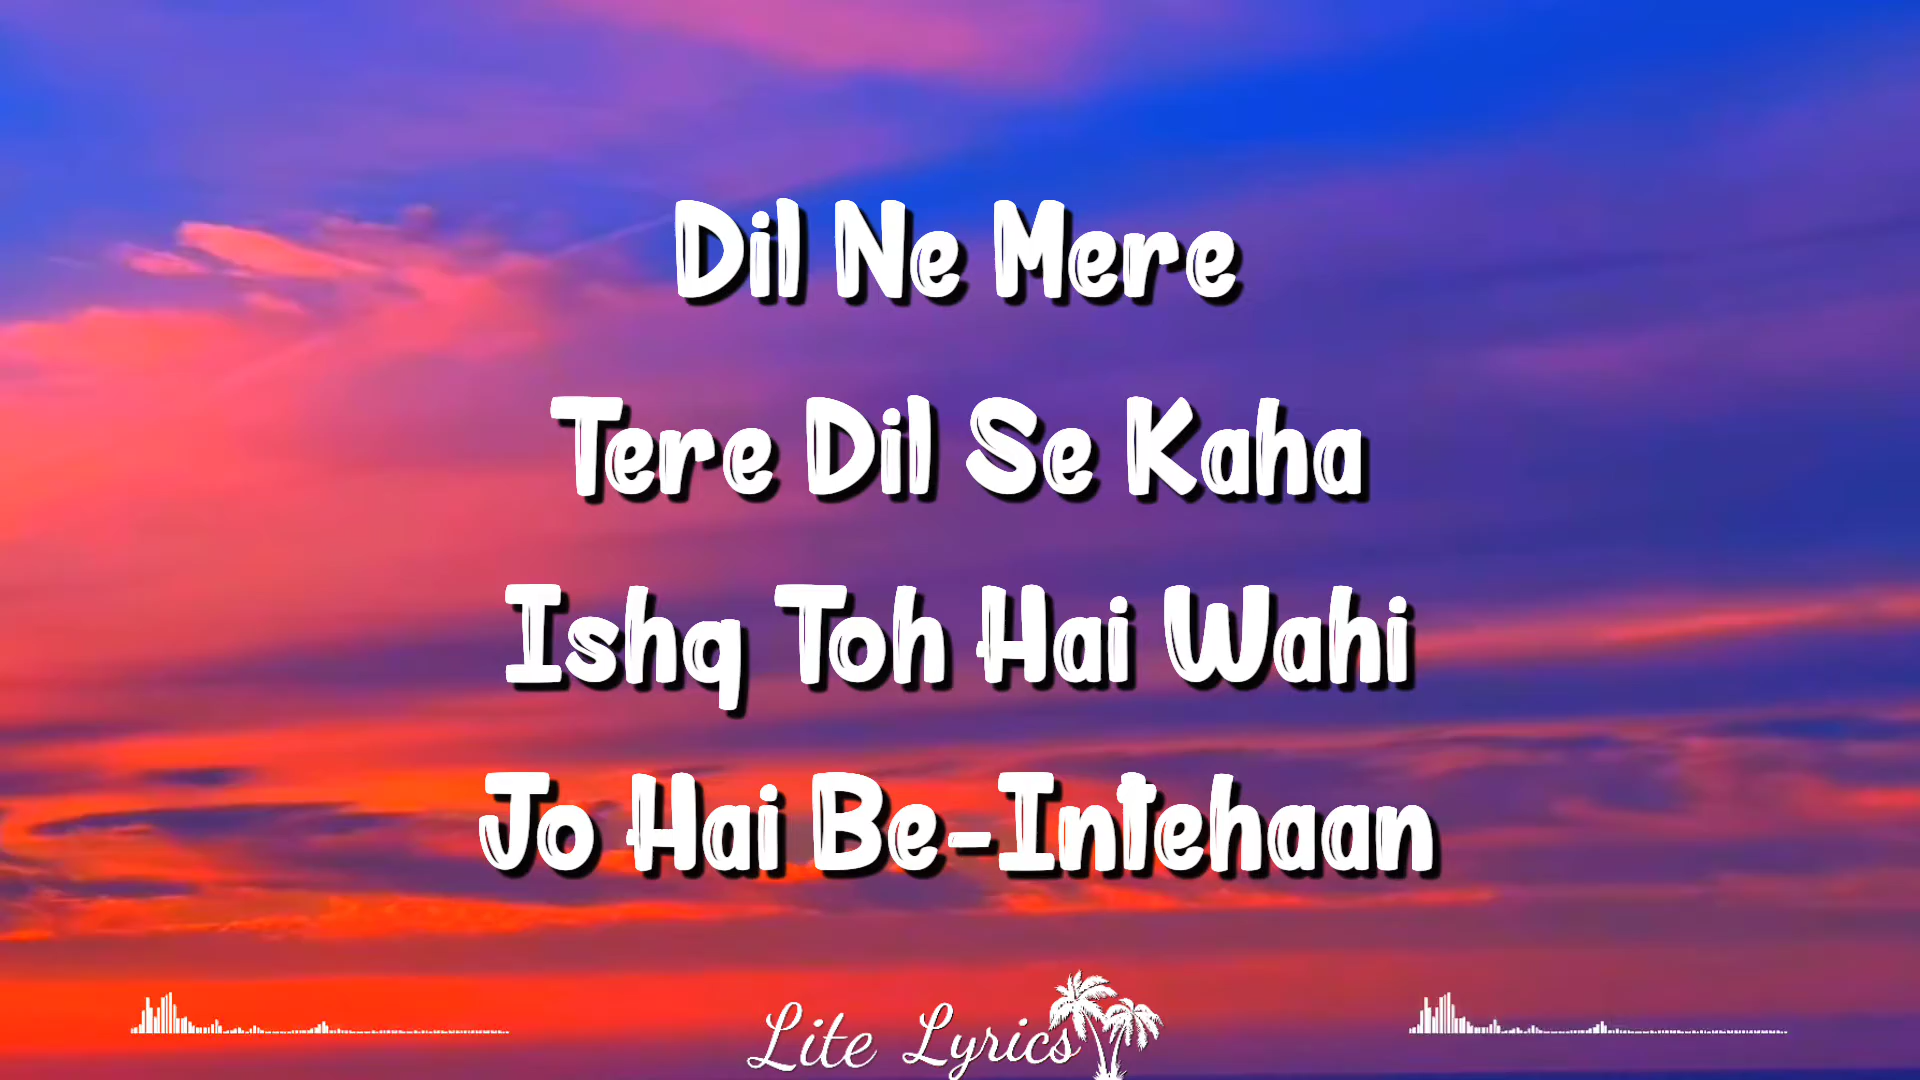 Dil Ne Mere
Tere Dil Se Kaha
Ishq Toh Hai Wahi
Jo Hai Be-Intehaan
Lite Lyrics